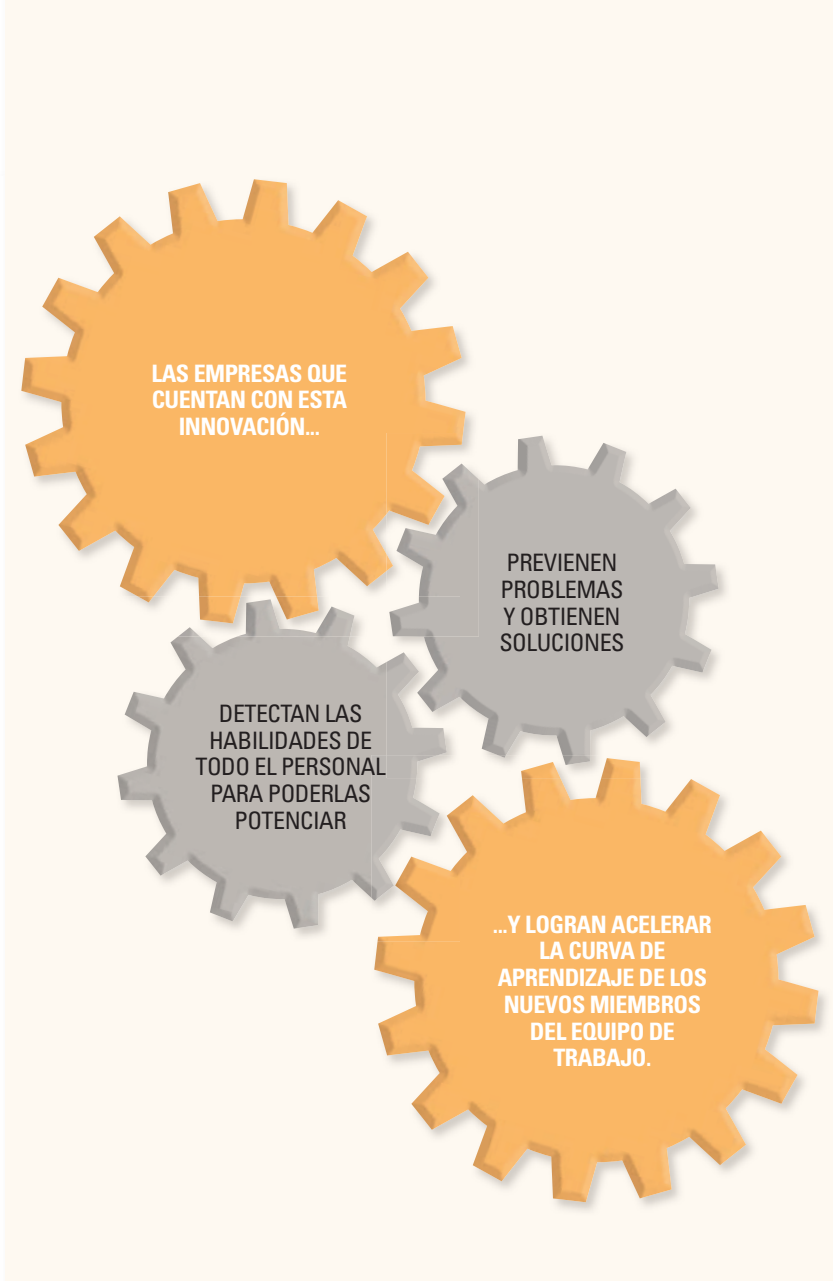 LAS EMPRESAS QUE
CUENTAN CON ESTA
INNOVACIÓN...
PREVIENEN
PROBLEMAS
Y OBTIENEN
SOLUCIONES
DETECTAN LAS
HABILIDADES DE
TODO EL PERSONAL
PARA PODERLAS
POTENCIAR
...Y LOGRAN ACELERAR
LA CURVA DE
APRENDIZAJE DE LOS
NUEVOS MIEMBROS
DEL EQUIPO DE
TRABAJO.